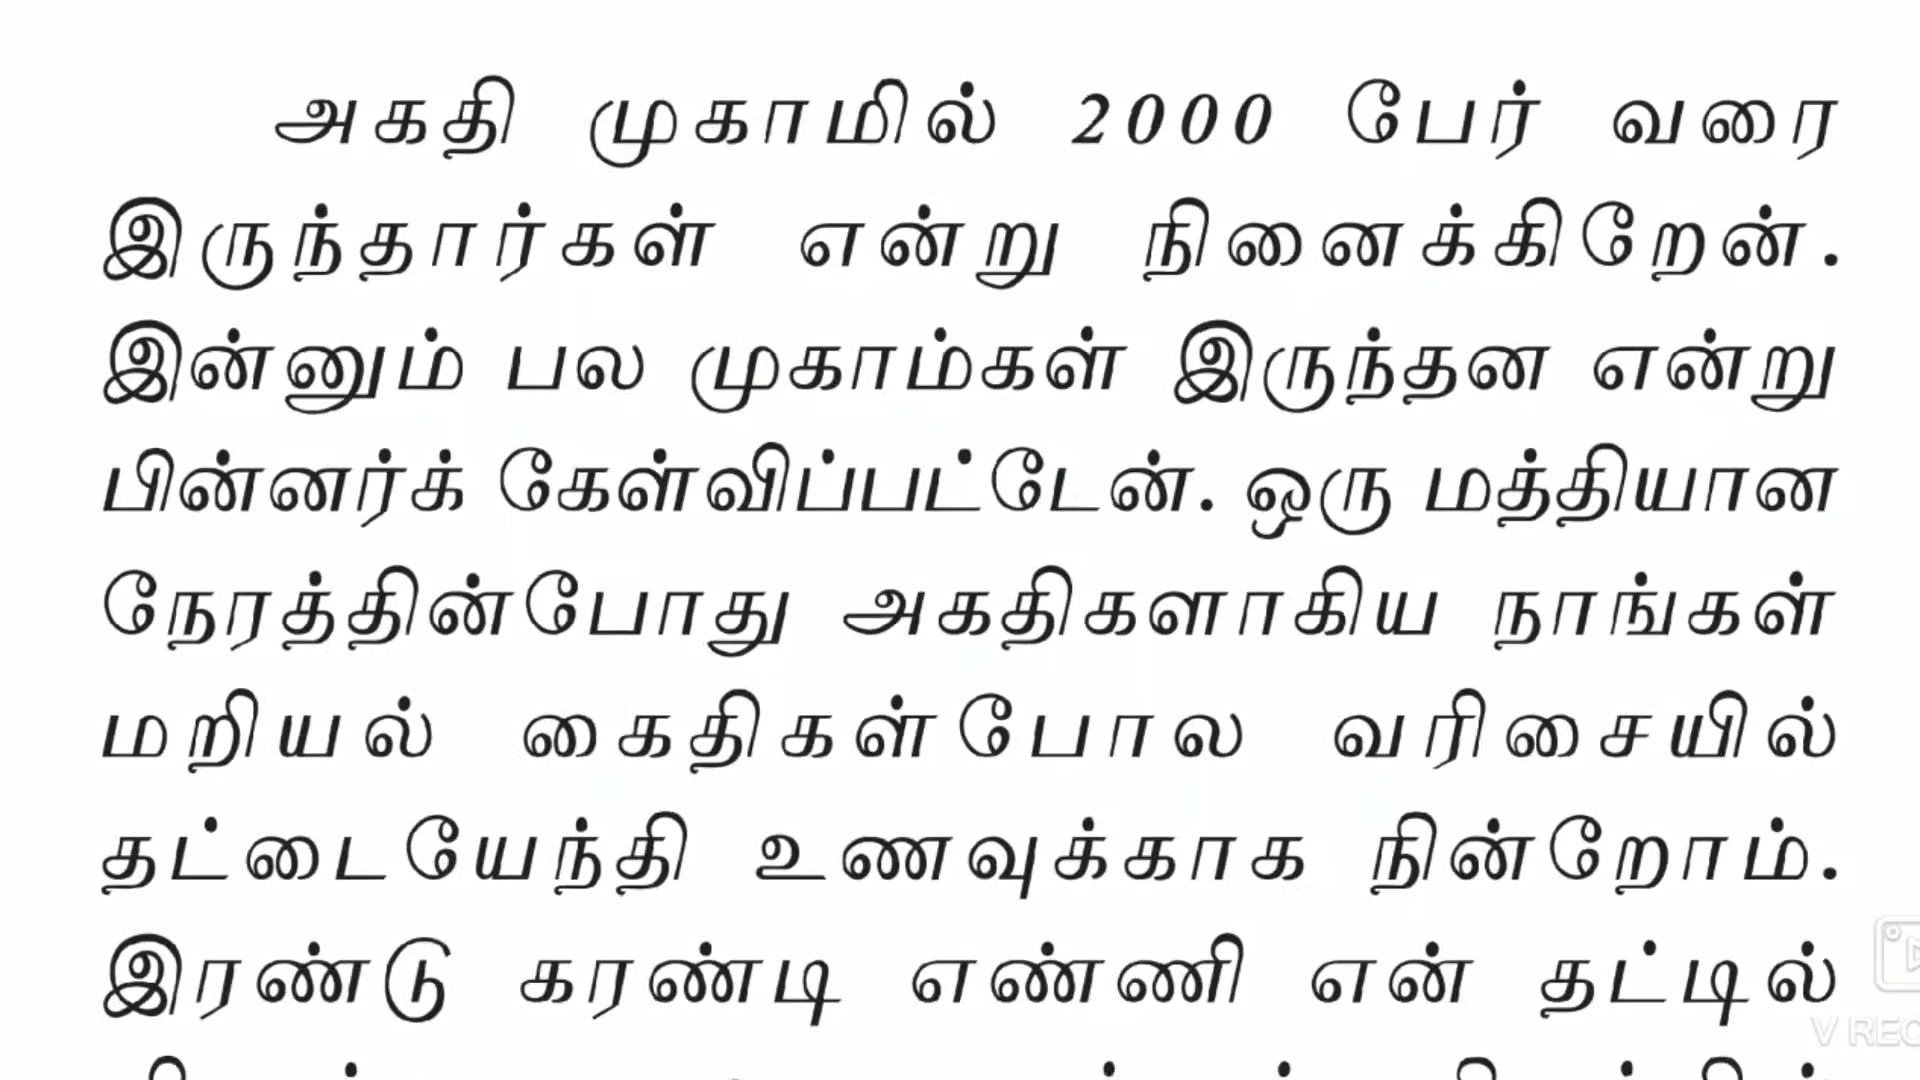 அகதி முகாமில் 2000 பேர் வரை
இருந்தார்கள் என்று நினைக்கிறேன்.
இன்னும் பல முகாம்கள் இருந்தன என்று
பின்னர்க் கேள்விப்பட்டேன். ஒரு மத்தியான
நேரத்தின்போது அகதிகளாகிய நாங்கள்
மறியல் கைதிகள்போல வரிசையில்
தட்டையேந்தி உணவுக்காக நின்றோம்.
இரண்டு கரண்டி எண்ணி என் தட்டில்
V REC